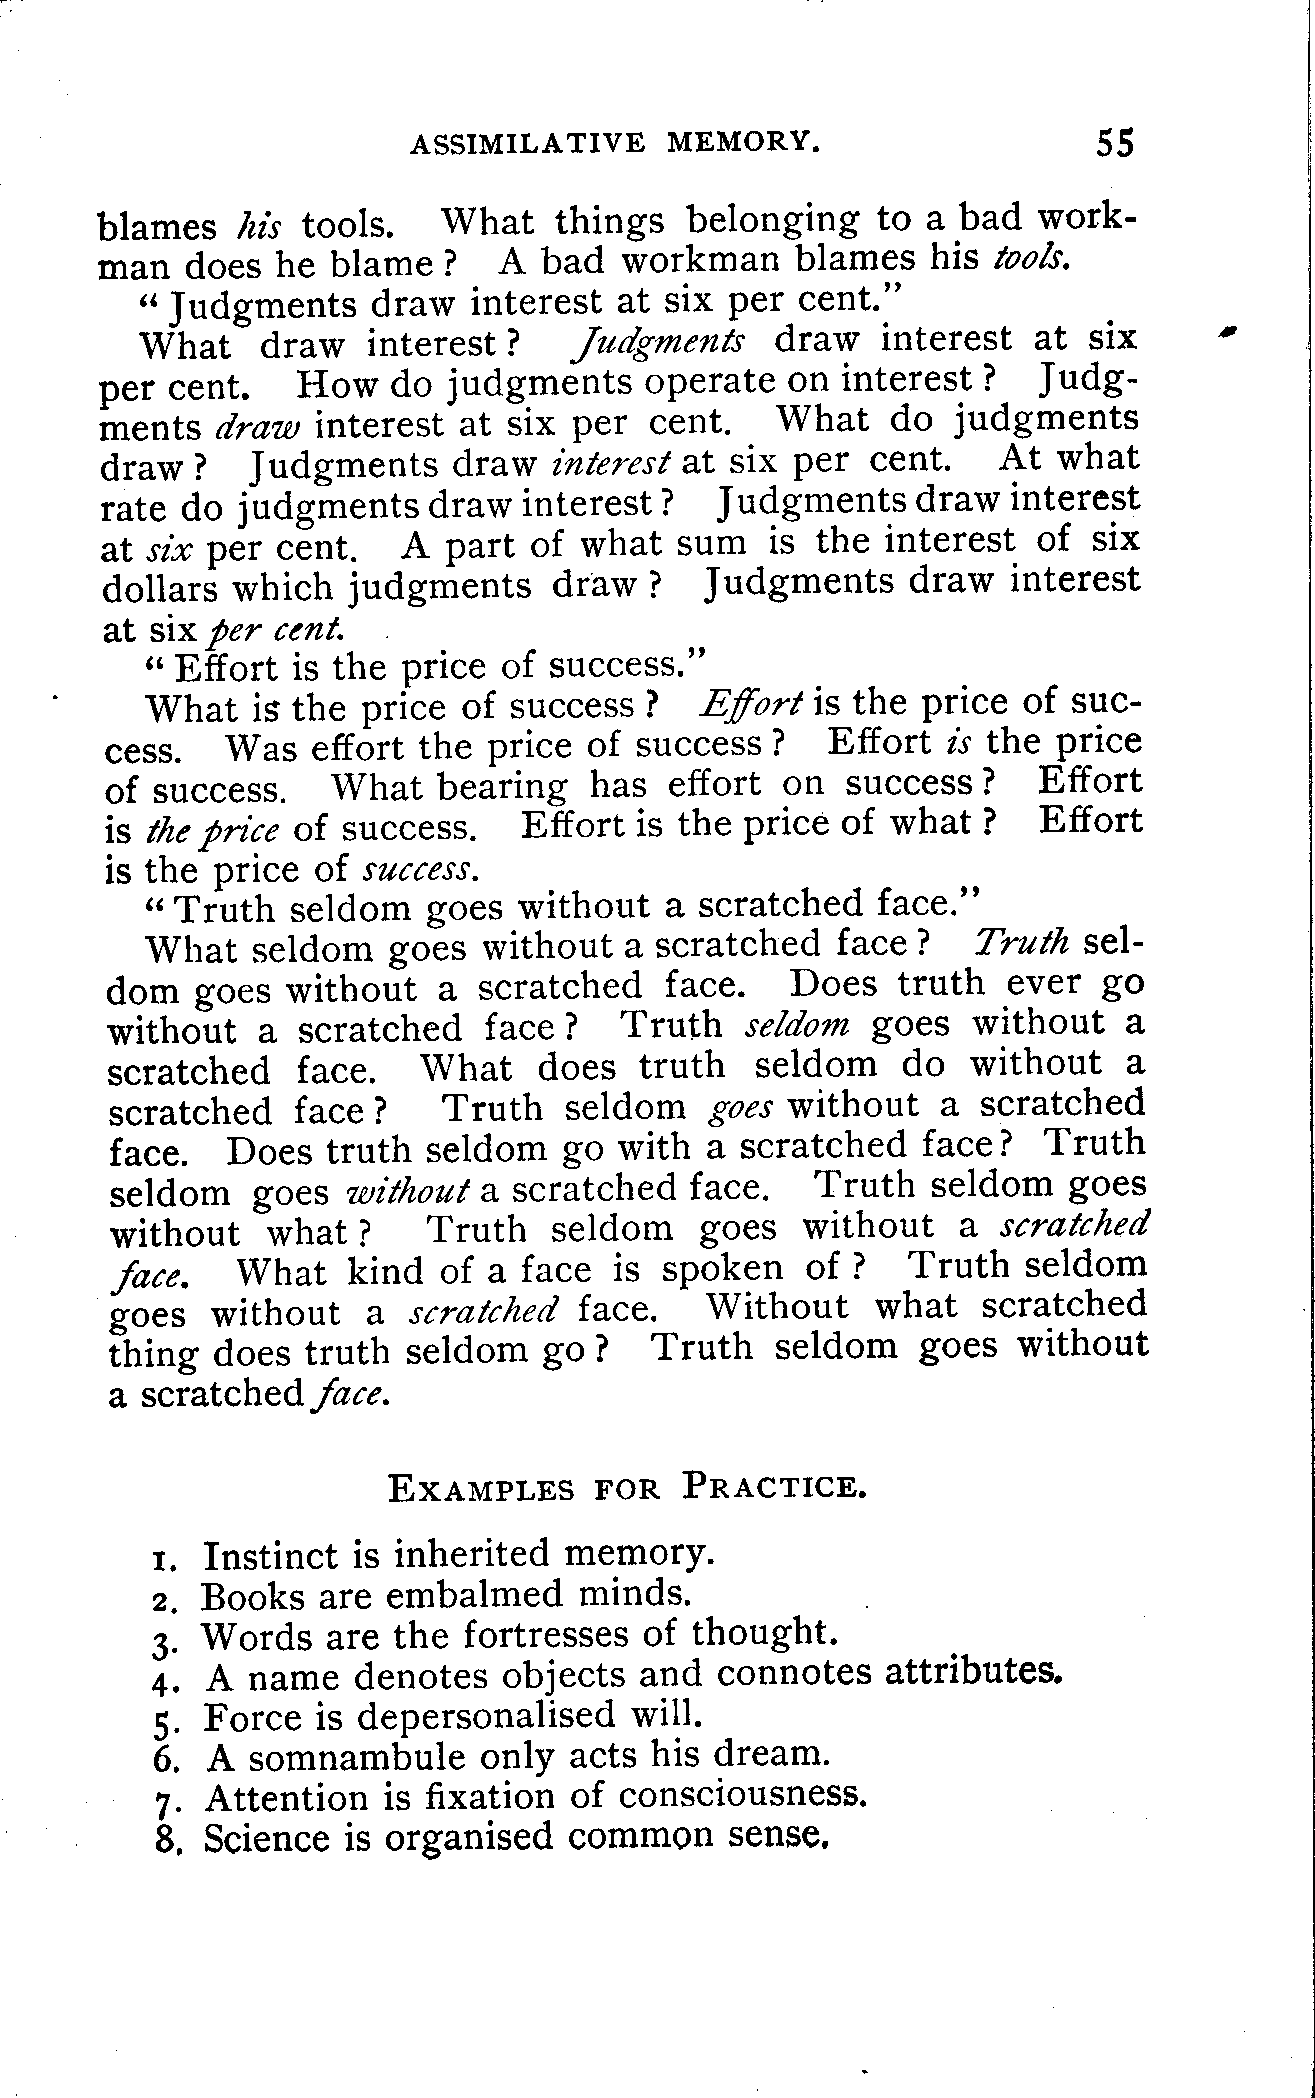 ASSIMILATIVE MEMORY. 55
blames his tools. What things belonging to a bad work-
man does he blame? A bad workman blames his tools.
"Judgments draw interest at six per cent."
What draw interest? Judgments draw interest at six
per cent. How do judgments operate on interest? Judg-
ments draw interest at six per cent. What do judgments
draw? Judgments draw interest at six per cent. At what
rate do judgments draw interest? Judgments draw interest
at six per cent. A part of what sum is the interest of six
dollars which judgments draw? Judgments draw interest
at six per cent.
"Effort is the price of success."
What is the price of success? Effort is the price of suc-
cess. Was effort the price of success? Effort is the price
of success. What bearing has effort on success? Effort
is the price of success. Effort is the price of what? Effort
is the price of success.
"Truth seldom goes without a scratched face."
What seldom goes without a scratched face? Truth sel-
dom goes without a scratched face. Does truth ever go
without a scratched face? Truth seldom goes without a
scratched face. What does truth seldom do without a
scratched face? Truth seldom goes without a scratched
face. Does truth seldom go with a scratched face? Truth
seldom goes without a scratched face. Truth seldom goes
without what? Truth seldom goes without a scratched
face. What kind of a face is spoken of? Truth seldom
goes without a scratched face. Without what scratched
thing does truth seldom go? Truth seldom goes without
a scratched face.
EXAMPLES FOR PRACTICE.
1. Instinct is inherited memory.
2. Books are embalmed minds.
3. Words are the fortresses of thought.
4. A name denotes objects and connotes attributes.
5. Force is depersonalised will.
6. A somnambule only acts his dream.
7. Attention is fixation of consciousness.
8. Science is organised common sense.